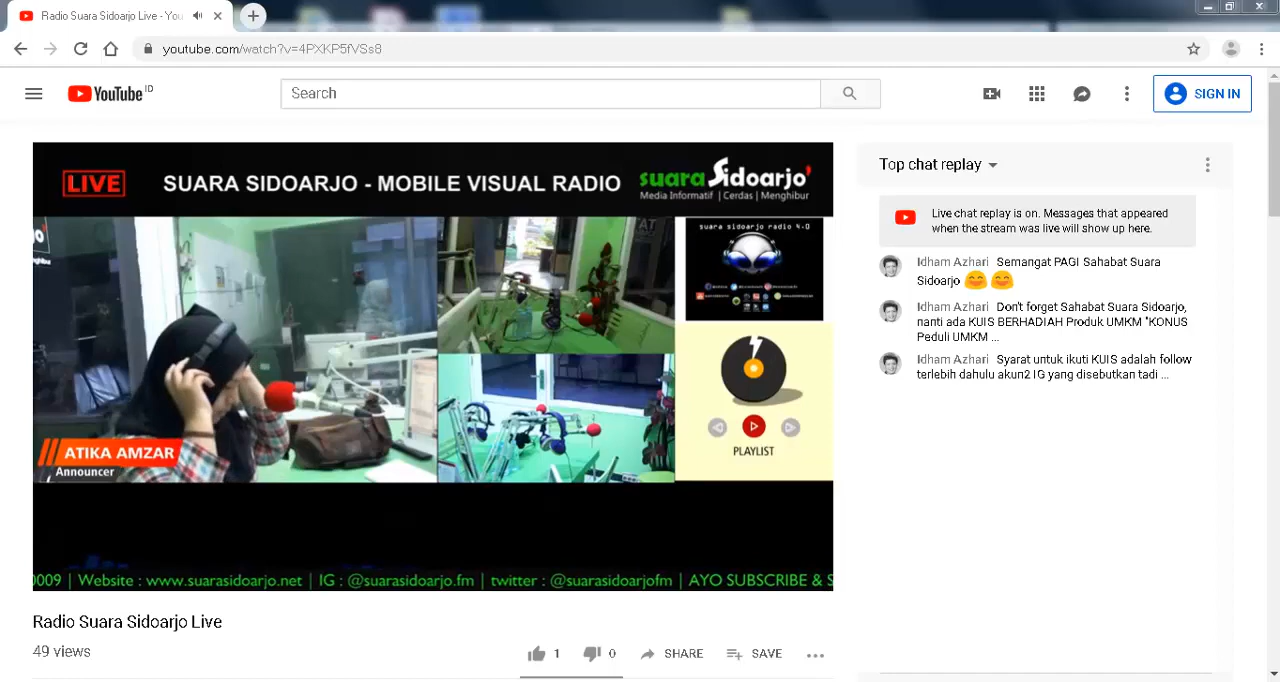 Radio Suara Sidoarjo Live - You
youtube.com/watch?v=4PXKP5fVSs8
YouTube ID
Search
SIGN IN
LIVE
SUARA SIDOARJO - MOBILE VISUAL RADIO
suara Sidoarjo'
Media Informatif | Cerdas | Menghibur
suara sidoarjo radio 4.0
ATIKA AMZAR
Announcer
PLAYLIST
0009 | Website : www.suarasidoarjo.net | IG : @suarasidoarjo.fm | twitter : @suarasidoarjofm | AYO SUBSCRIBE & S
Radio Suara Sidoarjo Live
49 views
1
0
SHARE
SAVE
Top chat replay
Live chat replay is on. Messages that appeared
when the stream was live will show up here.
Idham Azhari Semangat PAGI Sahabat Suara
Sidoarjo 😊 😊
Idham Azhari Don't forget Sahabat Suara Sidoarjo,
nanti ada KUIS BERHADIAH Produk UMKM "KONUS
Peduli UMKM ...
Idham Azhari Syarat untuk ikuti KUIS adalah follow
terlebih dahulu akun2 IG yang disebutkan tadi ...